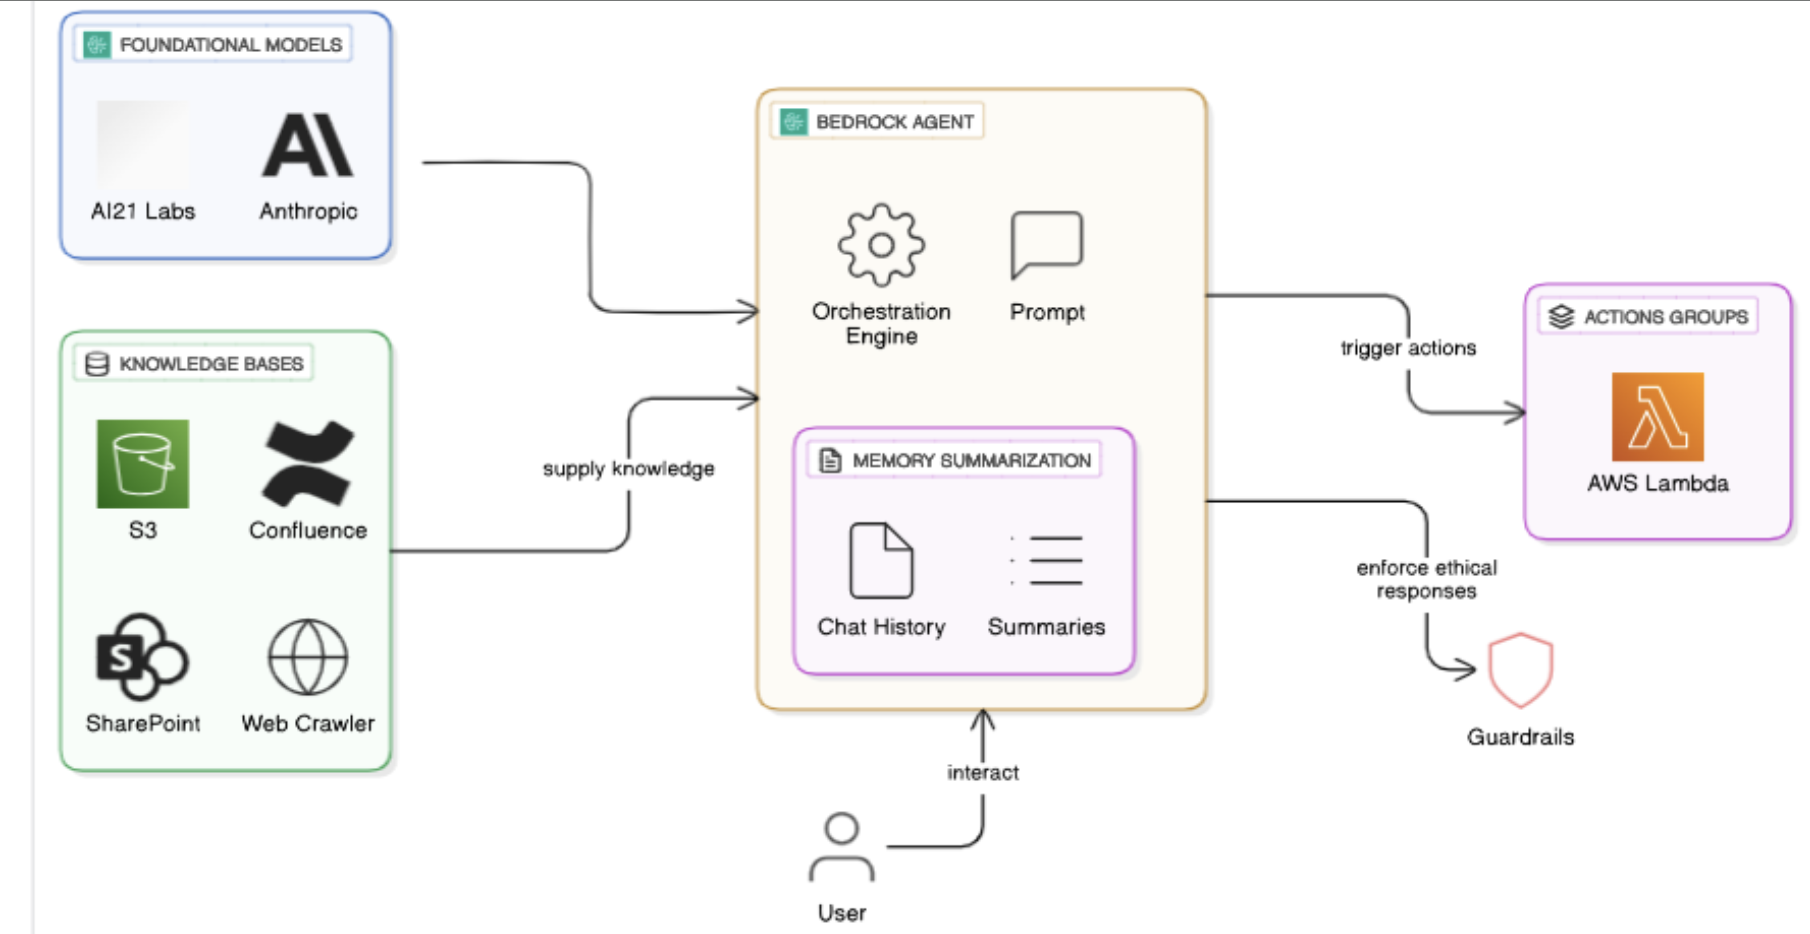 FOUNDATIONAL MODELS
AI21 Labs
Anthropic
KNOWLEDGE BASES
S3
Confluence
SharePoint
Web Crawler
supply knowledge
BEDROCK AGENT
Orchestration
Engine
Prompt
MEMORY SUMMARIZATION
Chat History
Summaries
interact
User
trigger actions
ACTIONS GROUPS
AWS Lambda
enforce ethical
responses
Guardrails